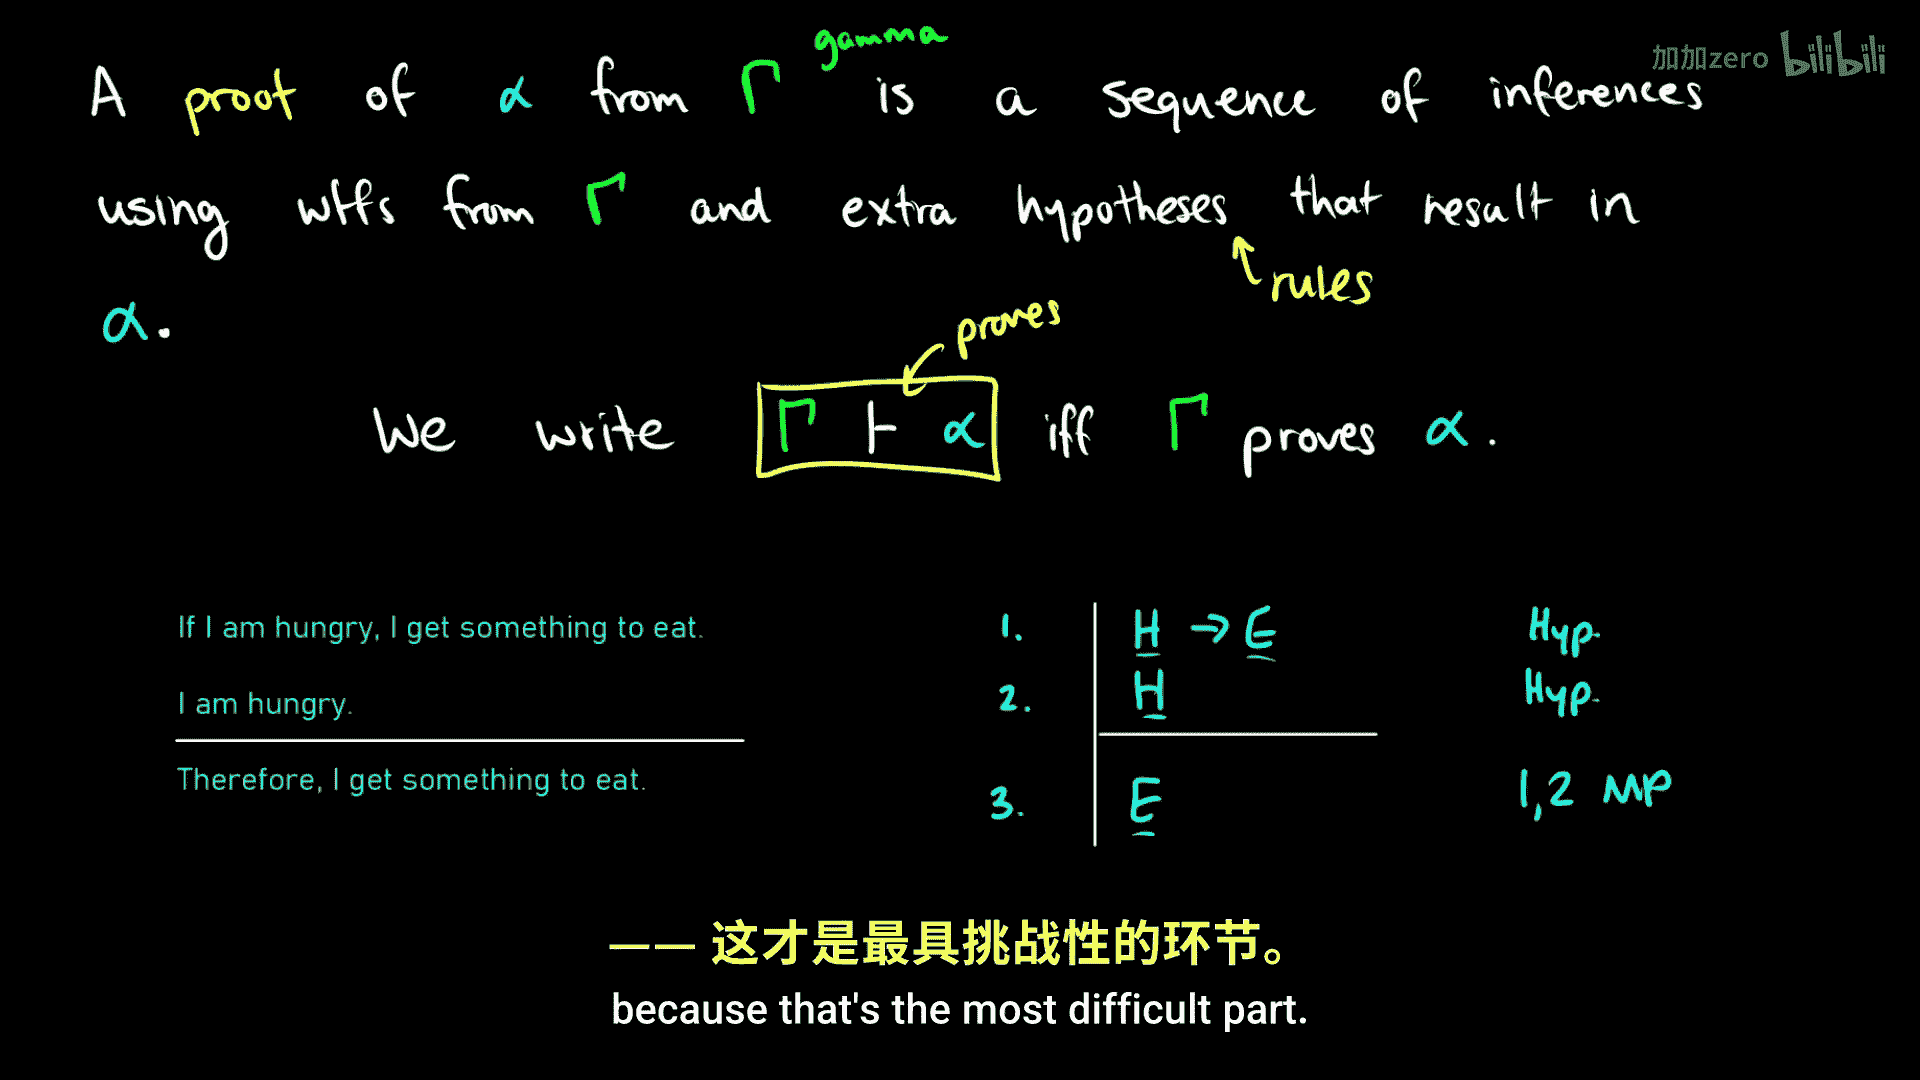 加加zero bilibili
gamma
A proof of α from Γ is a sequence of inferences
using wffs from Γ and extra hypotheses that result in
rules
α.
proves
We write Γ ⊢ α iff Γ proves α.
If I am hungry, I get something to eat.
I am hungry.
Therefore, I get something to eat.
1. H → E Hyp.
2. H Hyp.
3. E 1,2 MP
—— 这才是最具挑战性的环节。
because that's the most difficult part.